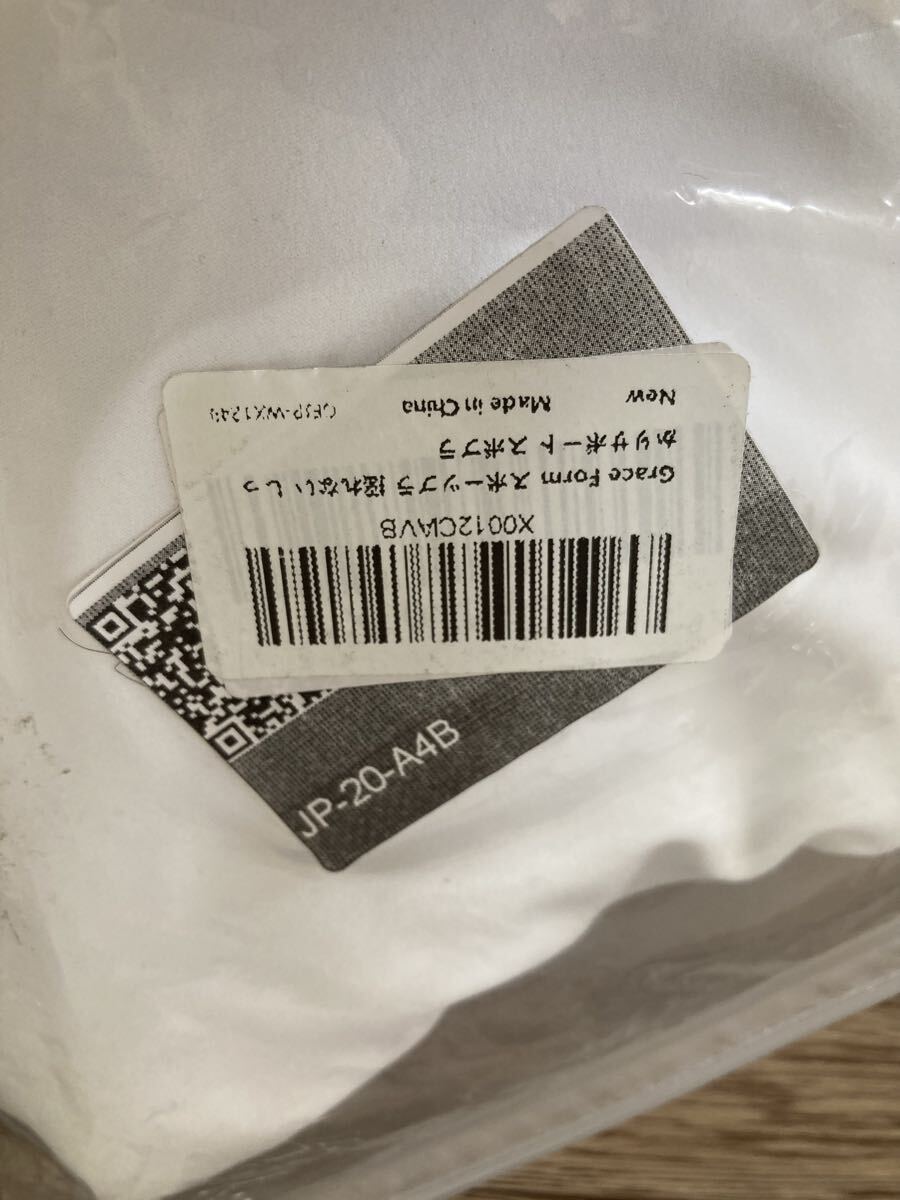 X0012CIAVB
Grace Form スポーツブラ 揺れない しっ
かりサポート スポブラ
New Made in China
JP-20-A4B